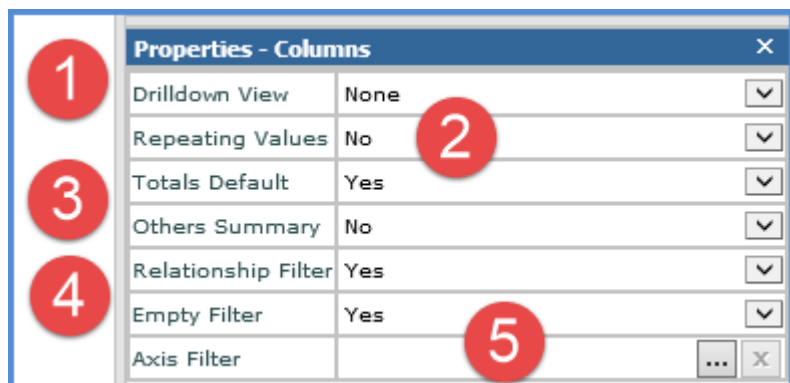 Properties - Columns ×
1
Drilldown View None
Repeating Values No
2
3
Totals Default Yes
Others Summary No
4
Relationship Filter Yes
Empty Filter Yes
5
Axis Filter ... x